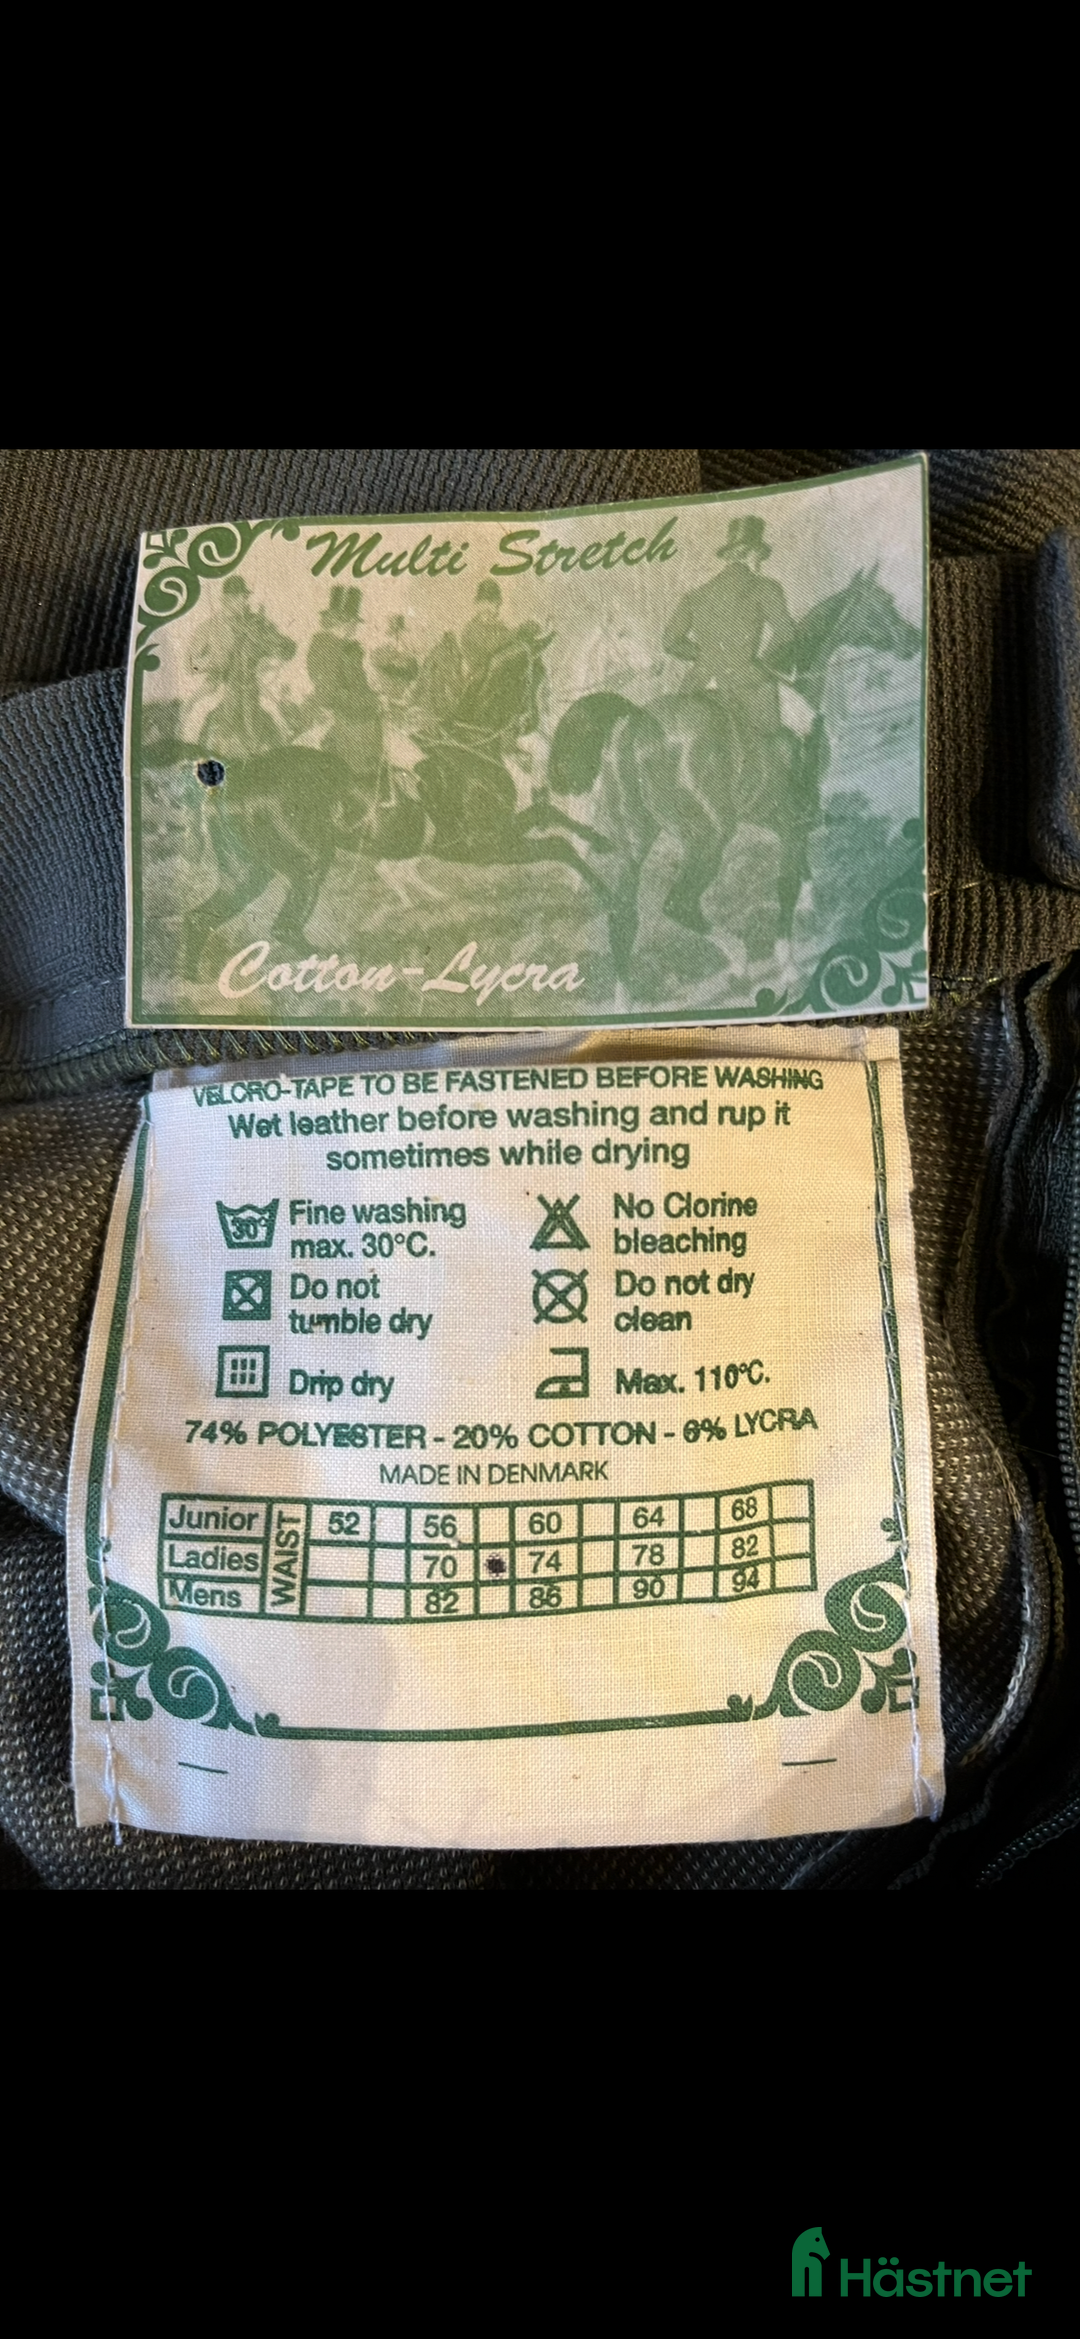 Multi Stretch
Cotton-Lycra
VELCRO-TAPE TO BE FASTENED BEFORE WASHING
Wet leather before washing and rup it
sometimes while drying
30°
Fine washing
max. 30°C.
No Clorine
bleaching
Do not
tumble dry
Do not dry
clean
Drip dry
Max. 110°C.
74% POLYESTER - 20% COTTON - 6% LYCRA
MADE IN DENMARK
WAIST
Junior 52 56 60 64 68
Ladies 70 74 78 82
Mens 82 86 90 94
Hästnet